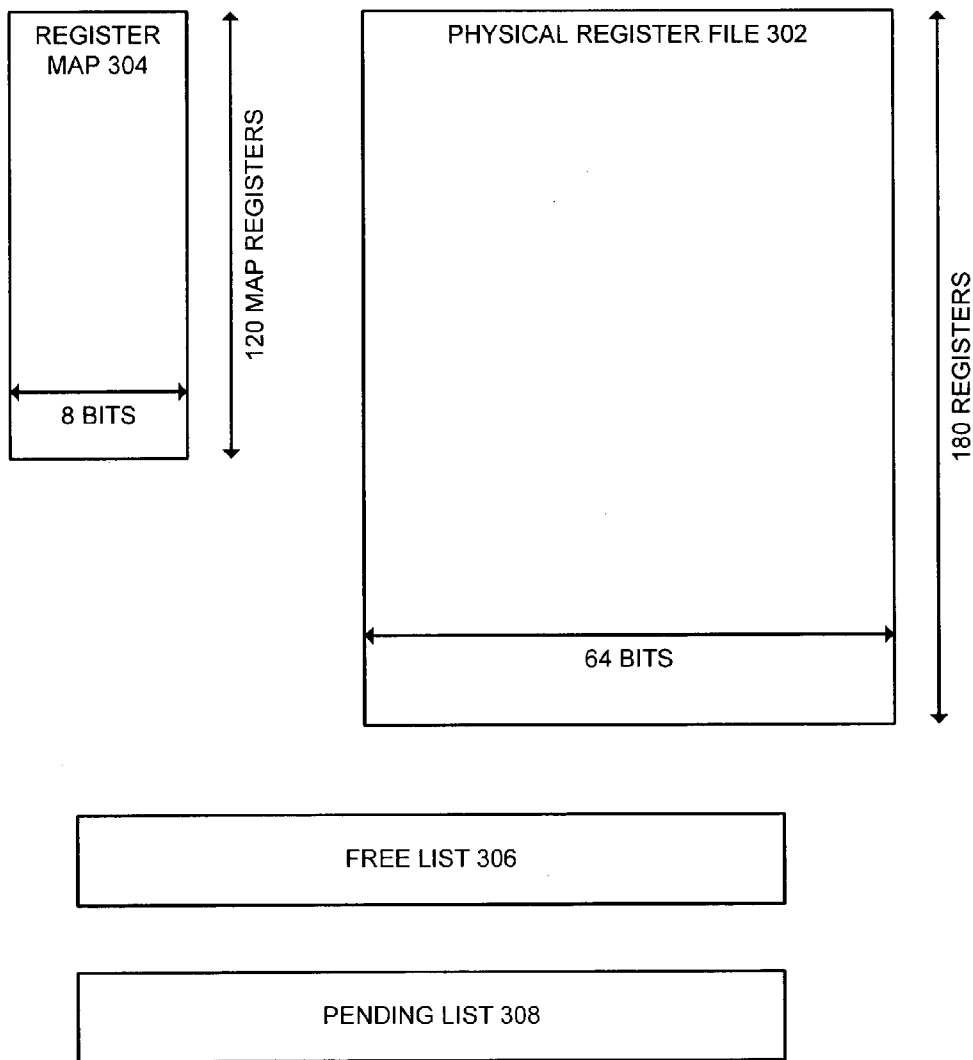 REGISTER
MAP 304
120 MAP REGISTERS
8 BITS
PHYSICAL REGISTER FILE 302
180 REGISTERS
64 BITS
FREE LIST 306
PENDING LIST 308